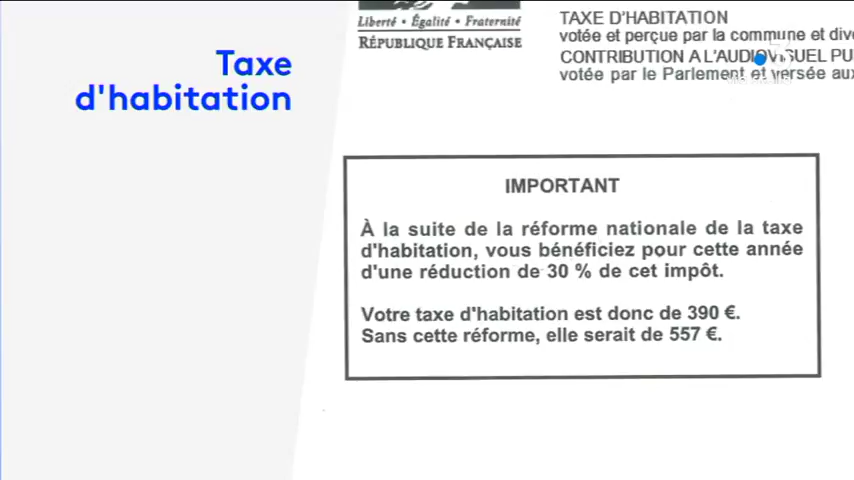 Taxe
d'habitation
Liberté • Égalité • Fraternité
RÉPUBLIQUE FRANÇAISE
TAXE D'HABITATION
votée et perçue par la commune et dive
CONTRIBUTION A L'AUDIOVISUEL PU
votée par le Parlement et versée aux
IMPORTANT
À la suite de la réforme nationale de la taxe
d'habitation, vous bénéficiez pour cette année
d'une réduction de 30 % de cet impôt.
Votre taxe d'habitation est donc de 390 €.
Sans cette réforme, elle serait de 557 €.